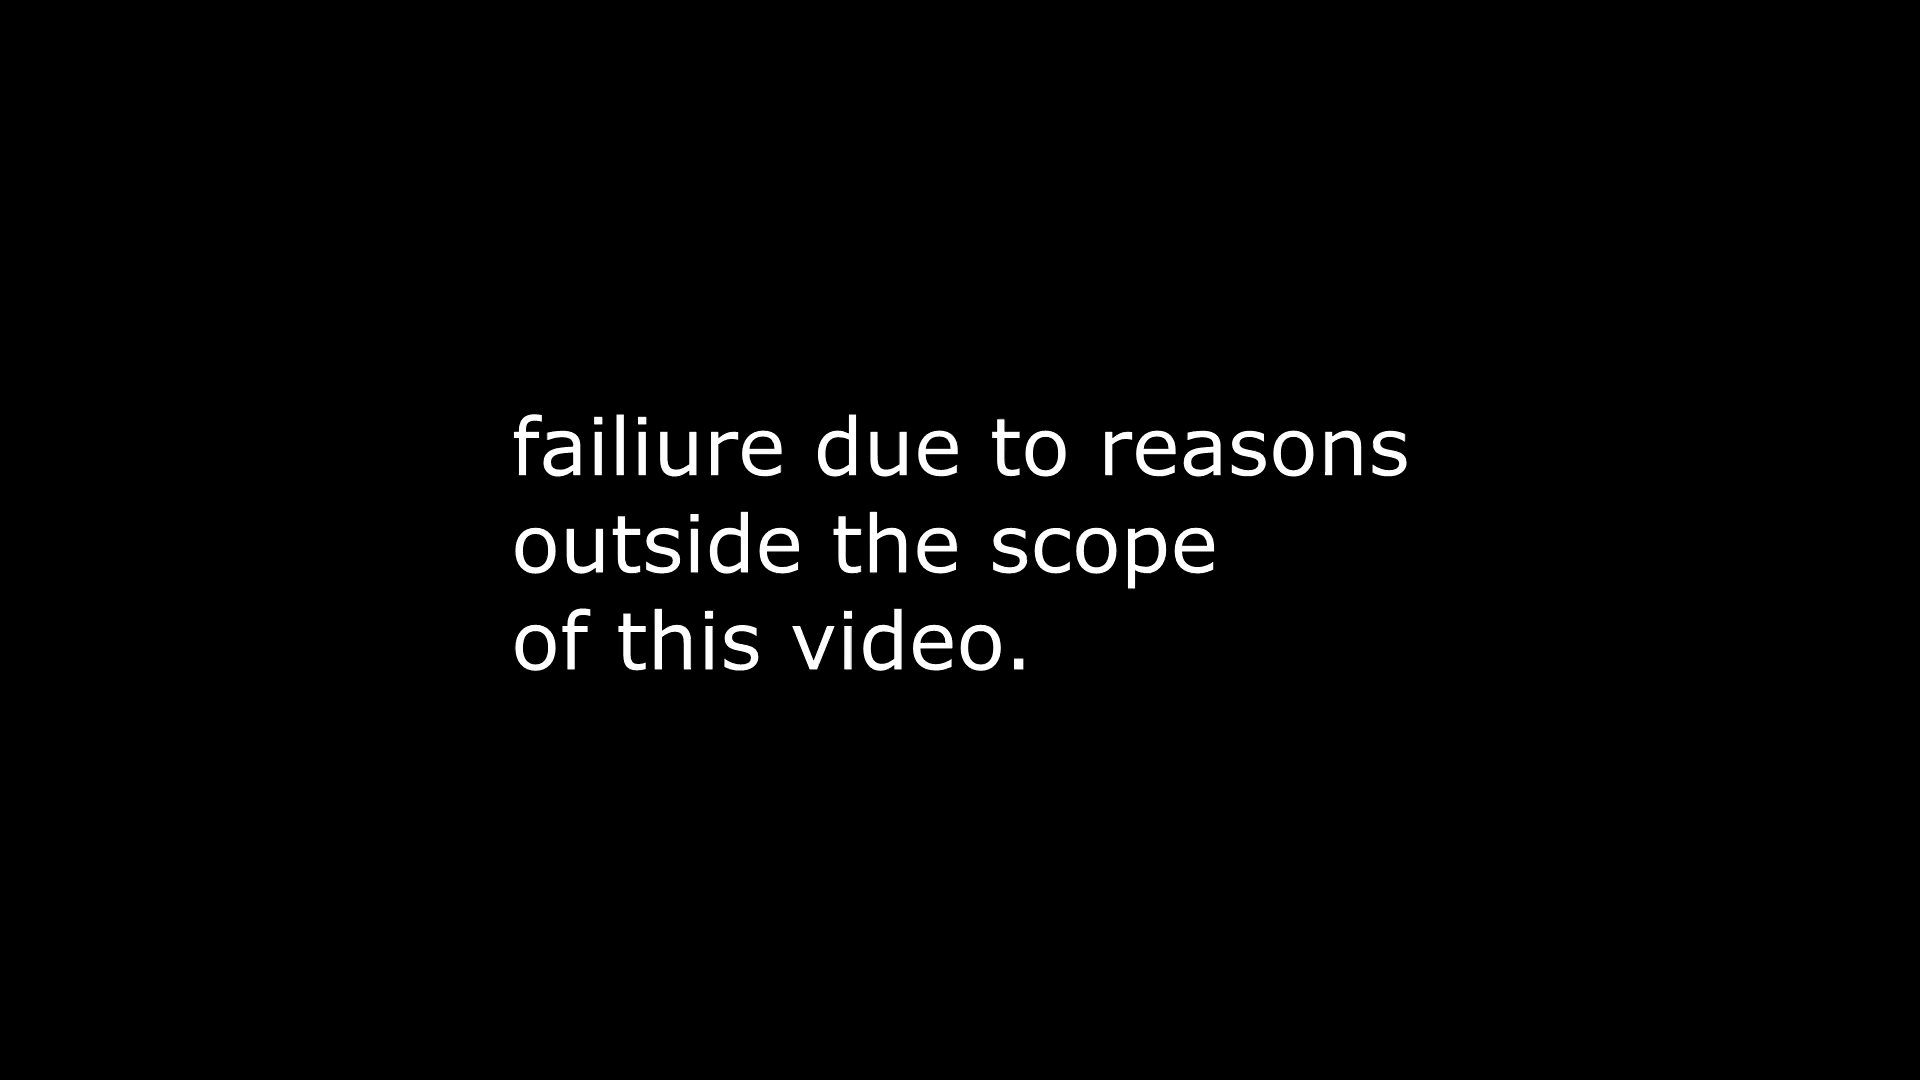 failiure due to reasons
outside the scope
of this video.